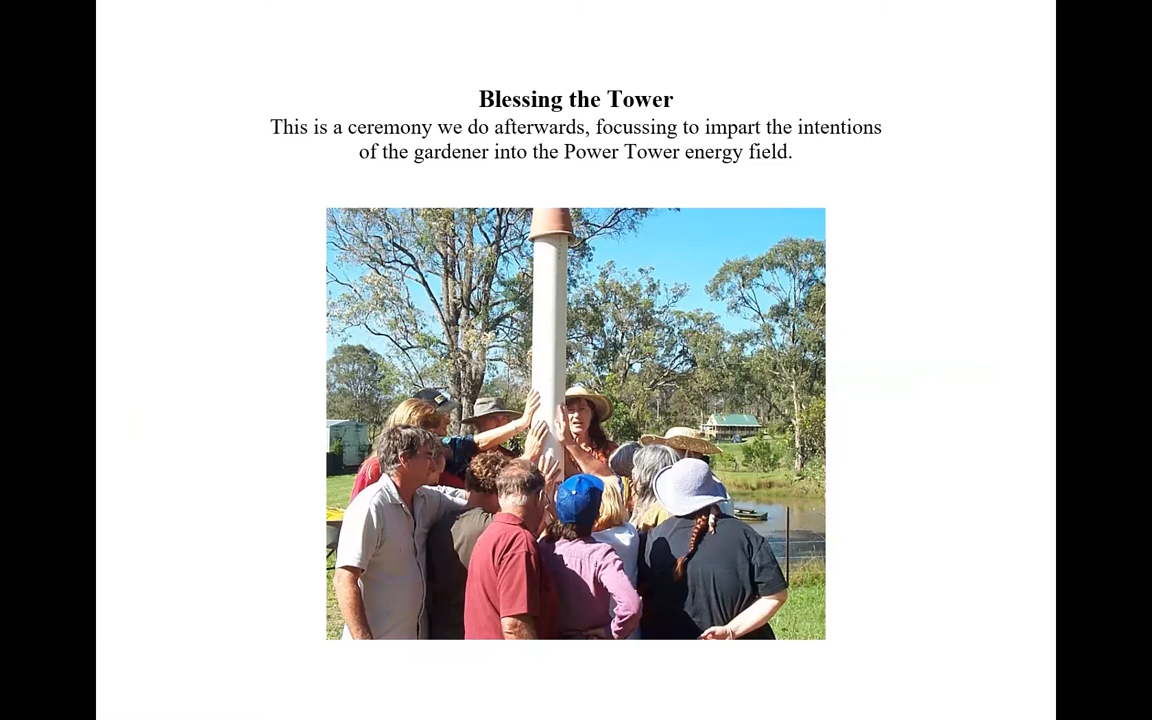 Blessing the Tower
This is a ceremony we do afterwards, focussing to impart the intentions
of the gardener into the Power Tower energy field.